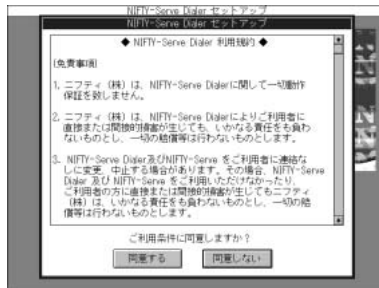 NIFTY-Serve Dialer セットアップ
NIFTY-Serve Dialer セットアップ
◆ NIFTY-Serve Dialer 利用規約 ◆
[免責事項]
1. ニフティ（株）は、NIFTY-Serve Dialerに関して一切動作
保証を致しません。
2. ニフティ（株）は、NIFTY-Serve Dialerによりご利用者に
直接または間接的損害が生じても、いかなる責任をも負わ
ないものとし、一切の賠償等は行わないものとします。
3. NIFTY-Serve Dialer及びNIFTY-Serve をご利用者に連絡な
しに変更、中止する場合があります。その場合、NIFTY-Serve
Dialer 及び NIFTY-Serve をご利用いただけなかったり、
ご利用者の方に直接または間接的損害が生じてもニフティ
（株）は、いかなる責任をも負わないものとし、一切の賠
償等は行わないものとします。
ご利用条件に同意しますか？
同意する
同意しない